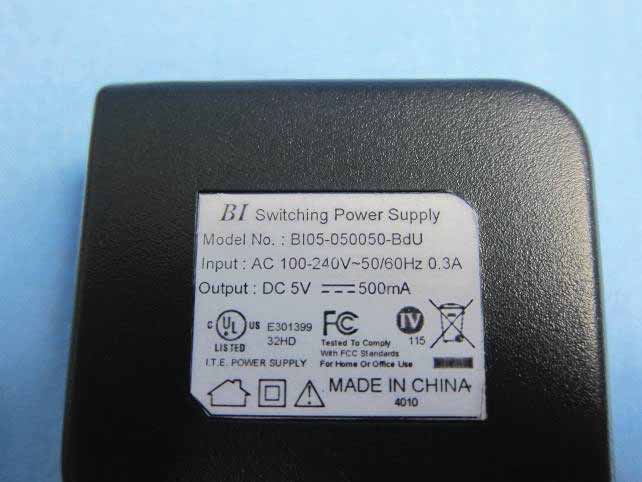 BI Switching Power Supply
Model No. : BI05-050050-BdU
Input : AC 100-240V~50/60Hz 0.3A
Output : DC 5V ⎓ 500mA
C UL US E301399 FC IV
LISTED 32HD Tested To Comply 115
With FCC Standards
I.T.E. POWER SUPPLY For Home Or Office Use
MADE IN CHINA
4010